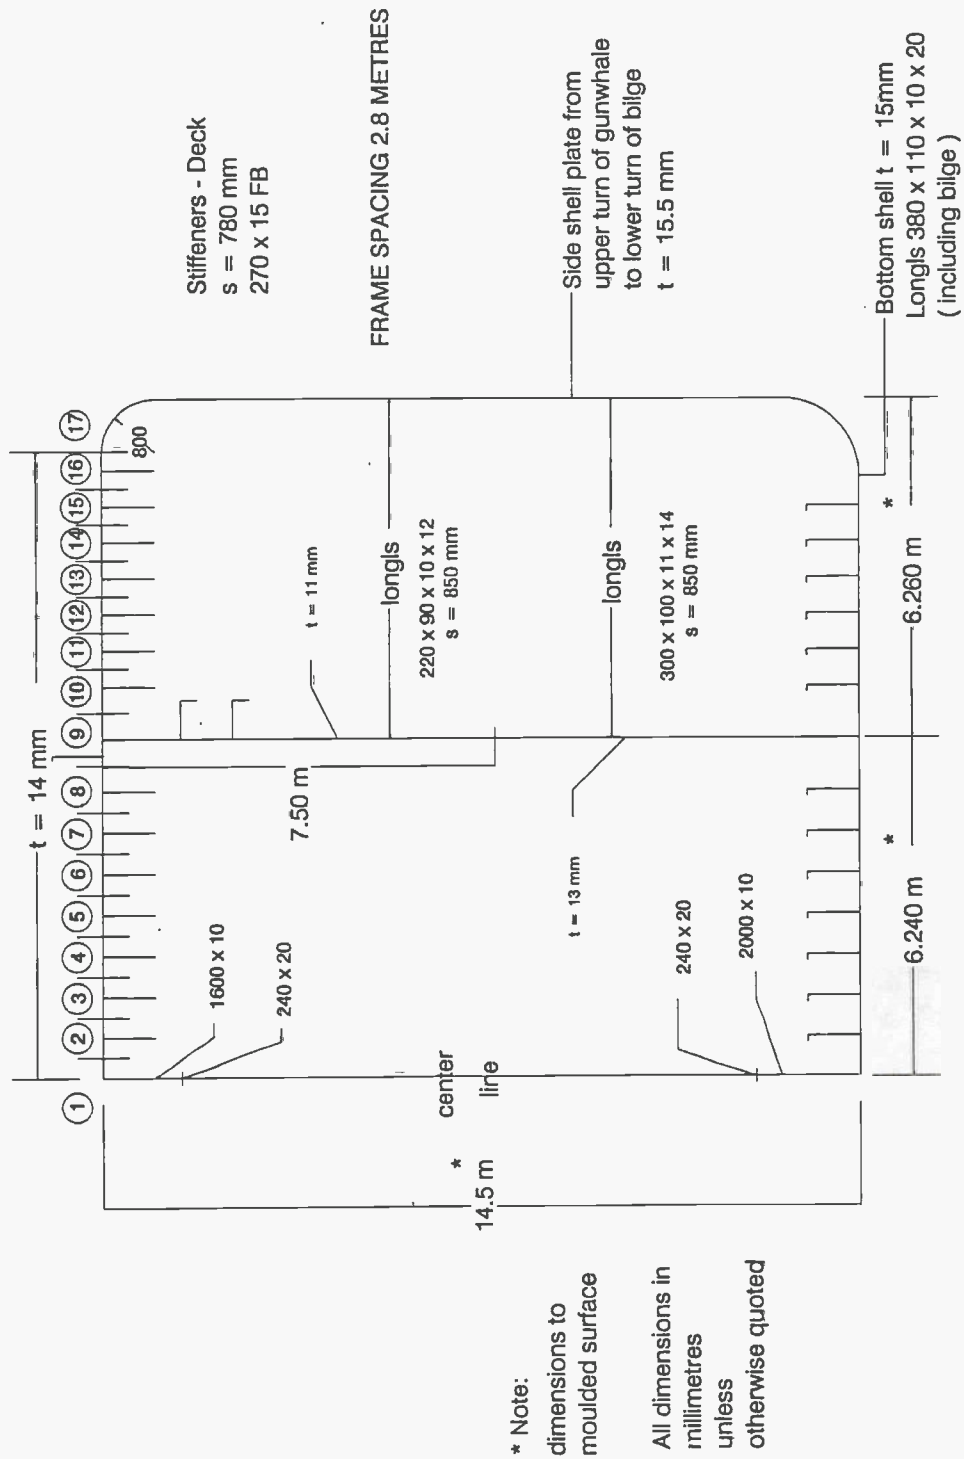 t = 14 mm
1
2
3
4
5
6
7
8
9
10
11
12
13
14
15
16
17
800
Stiffeners - Deck
s = 780 mm
270 x 15 FB
1600 x 10
240 x 20
7.50 m
t = 11 mm
longls
220 x 90 x 10 x 12
s = 850 mm
FRAME SPACING 2.8 METRES
* Note:
dimensions to
moulded surface
All dimensions in
millimetres
unless
otherwise quoted
*
14.5 m
center
line
t = 13 mm
longls
300 x 100 x 11 x 14
s = 850 mm
Side shell plate from
upper turn of gunwhale
to lower turn of bilge
t = 15.5 mm
240 x 20
2000 x 10
*
6.240 m
*
6.260 m
Bottom shell t = 15mm
Longls 380 x 110 x 10 x 20
( including bilge )